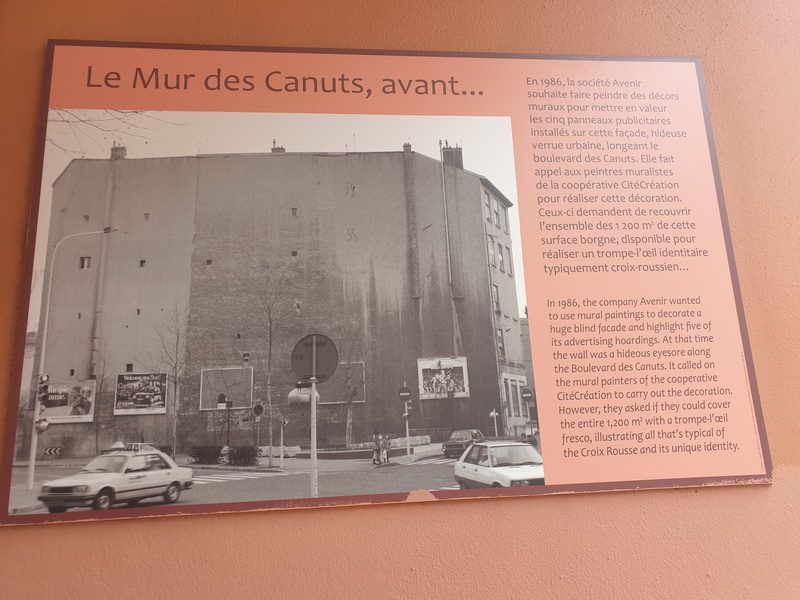 Le Mur des Canuts, avant...
En 1986, la société Avenir
souhaite faire peindre des décors
muraux pour mettre en valeur
les cinq panneaux publicitaires
installés sur cette façade, hideuse
verrue urbaine, longeant le
boulevard des Canuts. Elle fait
appel aux peintres muralistes
de la coopérative CitéCréation
pour réaliser cette décoration.
Ceux-ci demandent de recouvrir
l'ensemble des 1 200 m² de cette
surface borgne, disponible pour
réaliser un trompe-l'œil identitaire
typiquement croix-roussien...
In 1986, the company Avenir wanted
to use mural paintings to decorate a
huge blind facade and highlight five of
its advertising hoardings. At that time
the wall was a hideous eyesore along
the Boulevard des Canuts. It called on
the mural painters of the cooperative
CitéCréation to carry out the decoration.
However, they asked if they could cover
the entire 1,200 m² with a trompe-l'œil
fresco, illustrating all that's typical of
the Croix Rousse and its unique identity.